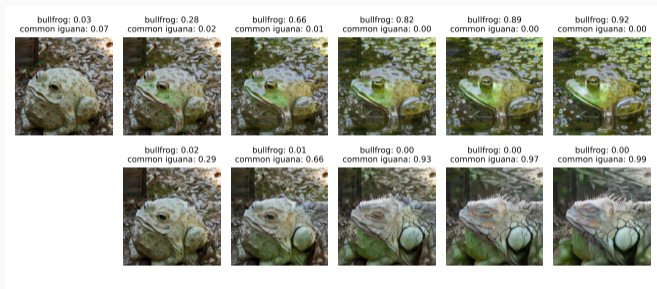 bullfrog: 0.03
common iguana: 0.07
bullfrog: 0.28
common iguana: 0.02
bullfrog: 0.66
common iguana: 0.01
bullfrog: 0.82
common iguana: 0.00
bullfrog: 0.89
common iguana: 0.00
bullfrog: 0.92
common iguana: 0.00
bullfrog: 0.02
common iguana: 0.29
bullfrog: 0.01
common iguana: 0.66
bullfrog: 0.00
common iguana: 0.93
bullfrog: 0.00
common iguana: 0.97
bullfrog: 0.00
common iguana: 0.99